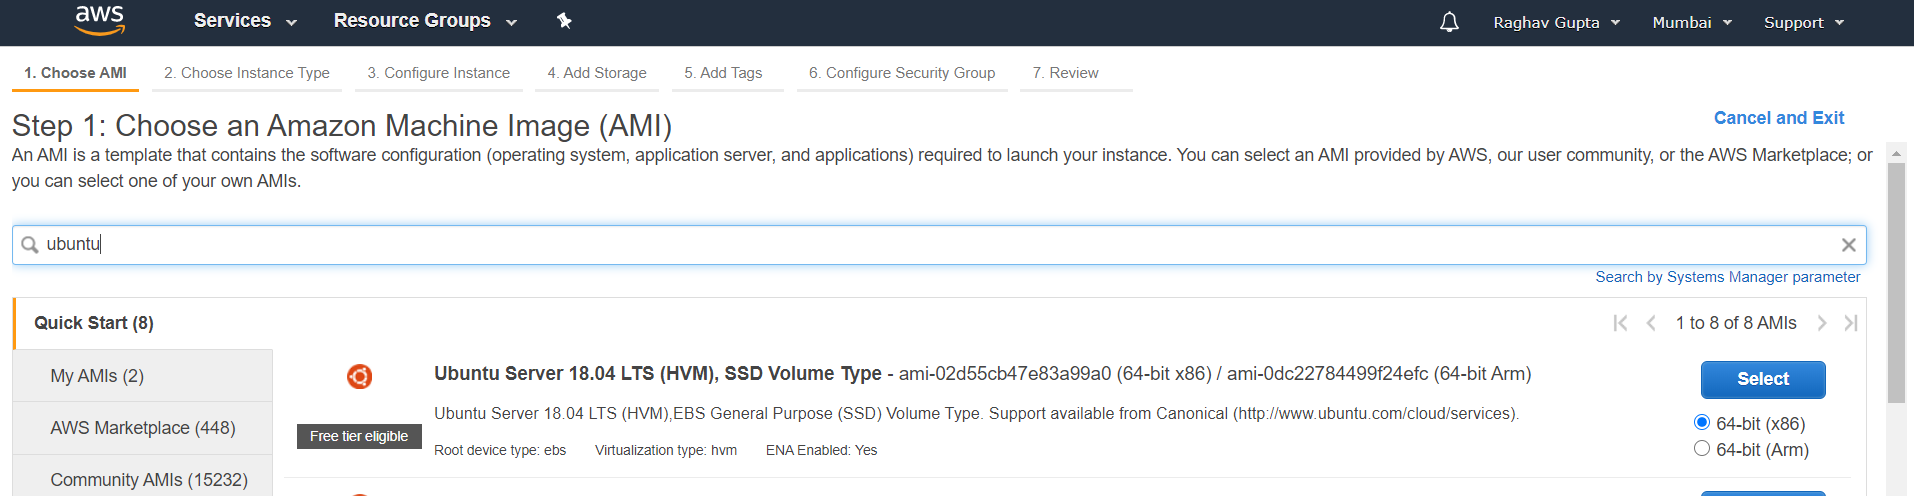 aws Services Resource Groups Raghav Gupta Mumbai Support
1. Choose AMI 2. Choose Instance Type 3. Configure Instance 4. Add Storage 5. Add Tags 6. Configure Security Group 7. Review
Step 1: Choose an Amazon Machine Image (AMI)
Cancel and Exit
An AMI is a template that contains the software configuration (operating system, application server, and applications) required to launch your instance. You can select an AMI provided by AWS, our user community, or the AWS Marketplace; or
you can select one of your own AMIs.
ubuntu
Search by Systems Manager parameter
Quick Start (8)
1 to 8 of 8 AMIs
My AMIs (2)
AWS Marketplace (448)
Community AMIs (15232)
Free tier eligible
Ubuntu Server 18.04 LTS (HVM), SSD Volume Type - ami-02d55cb47e83a99a0 (64-bit x86) / ami-0dc22784499f24efc (64-bit Arm)
Ubuntu Server 18.04 LTS (HVM),EBS General Purpose (SSD) Volume Type. Support available from Canonical (http://www.ubuntu.com/cloud/services).
Root device type: ebs Virtualization type: hvm ENA Enabled: Yes
Select
64-bit (x86)
64-bit (Arm)